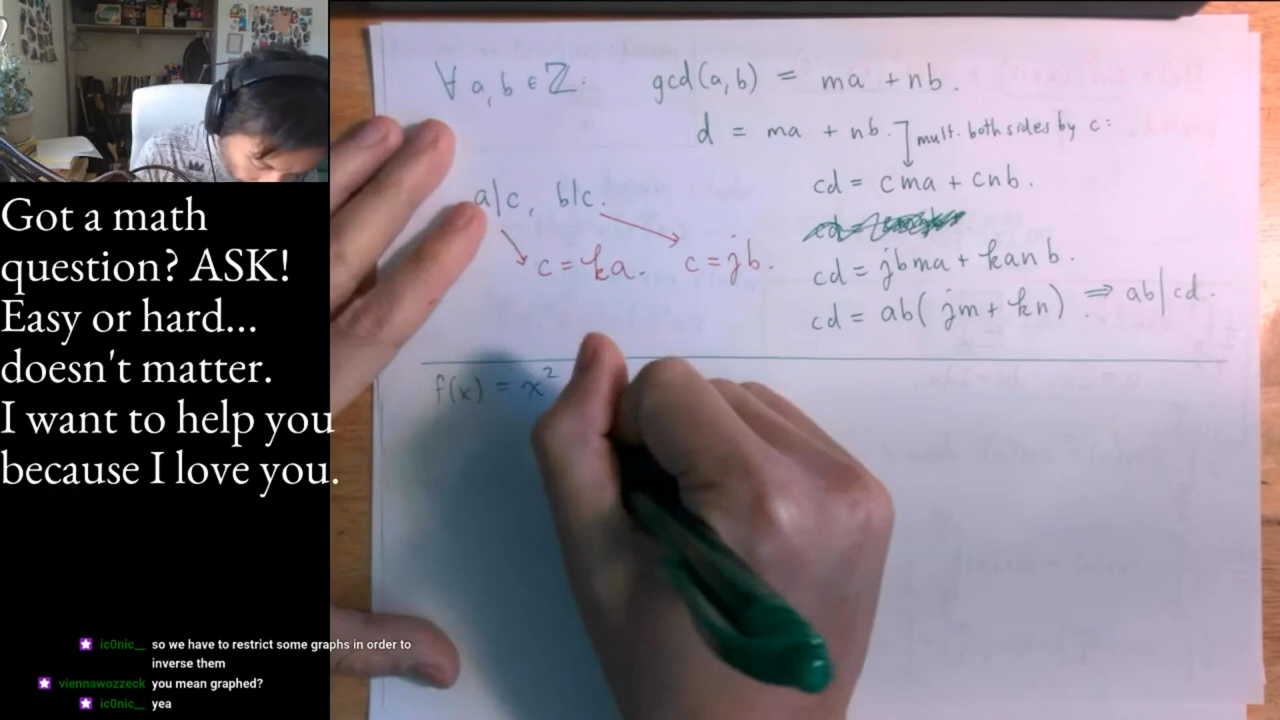 Got a math
question? ASK!
Easy or hard...
doesn't matter.
I want to help you
because I love you.
ic0nic__ so we have to restrict some graphs in order to
inverse them
viennawozzeck you mean graphed?
ic0nic__ yea
∀ a, b ∈ ℤ: gcd(a, b) = ma + nb.
d = ma + nb. mult. both sides by c:
cd = cma + cnb.
a|c, b|c.
c = ka. c = jb.
cd = jbma + kanb.
cd = ab(jm + kn). ⇒ ab|cd.
f(x) = x²